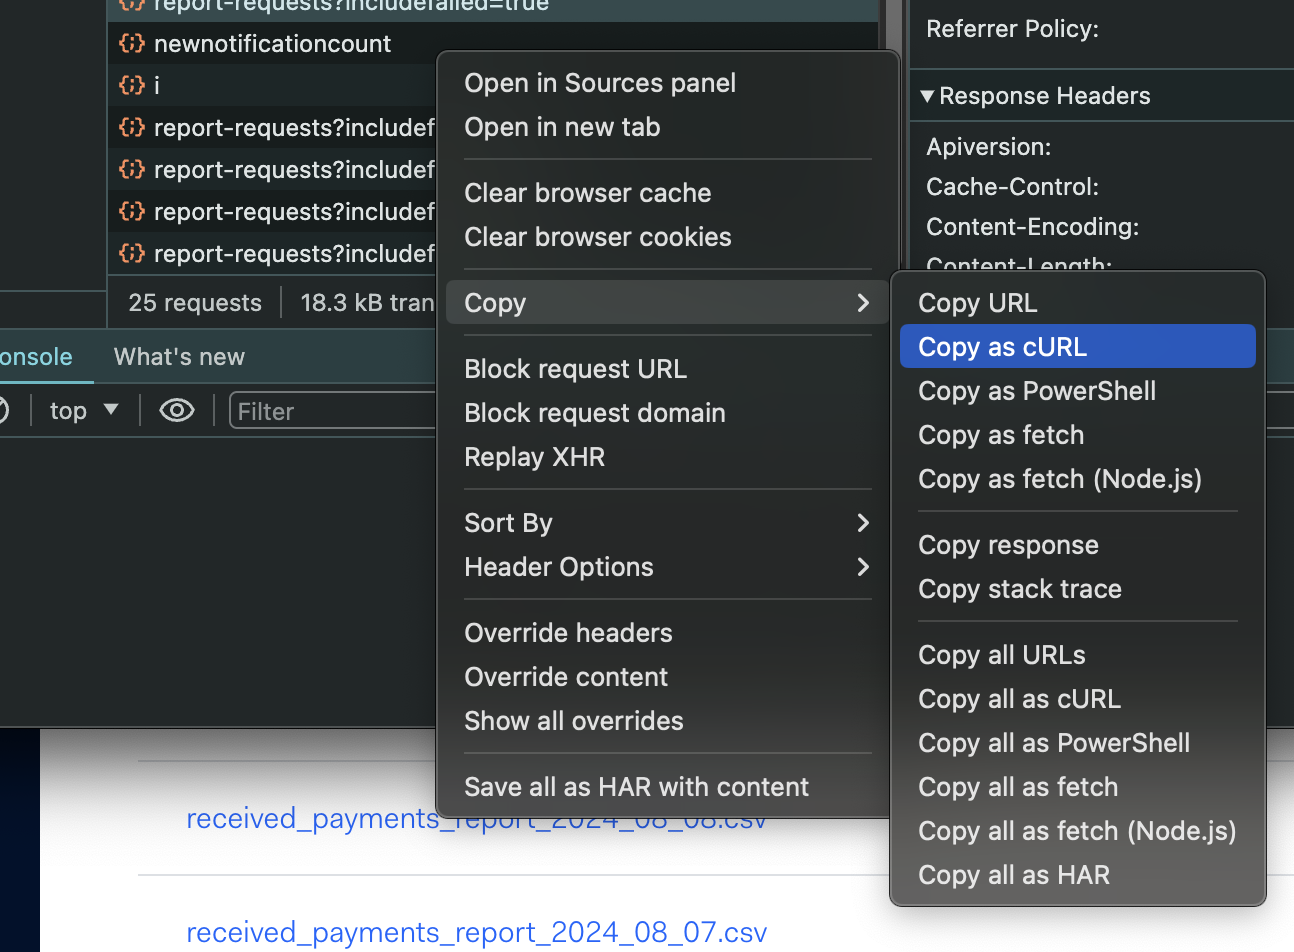 report-requests?includefailed=true
newnotificationcount
i
report-requests?includef
report-requests?includef
report-requests?includef
report-requests?includef
25 requests
18.3 kB tran
onsole
What's new
top
Filter
Open in Sources panel
Open in new tab
Clear browser cache
Clear browser cookies
Copy
Block request URL
Block request domain
Replay XHR
Sort By
Header Options
Override headers
Override content
Show all overrides
Save all as HAR with content
Referrer Policy:
Response Headers
Apiversion:
Cache-Control:
Content-Encoding:
Content-Length:
Copy URL
Copy as cURL
Copy as PowerShell
Copy as fetch
Copy as fetch (Node.js)
Copy response
Copy stack trace
Copy all URLs
Copy all as cURL
Copy all as PowerShell
Copy all as fetch
Copy all as fetch (Node.js)
Copy all as HAR
received_payments_report_2024_08_08.csv
received_payments_report_2024_08_07.csv